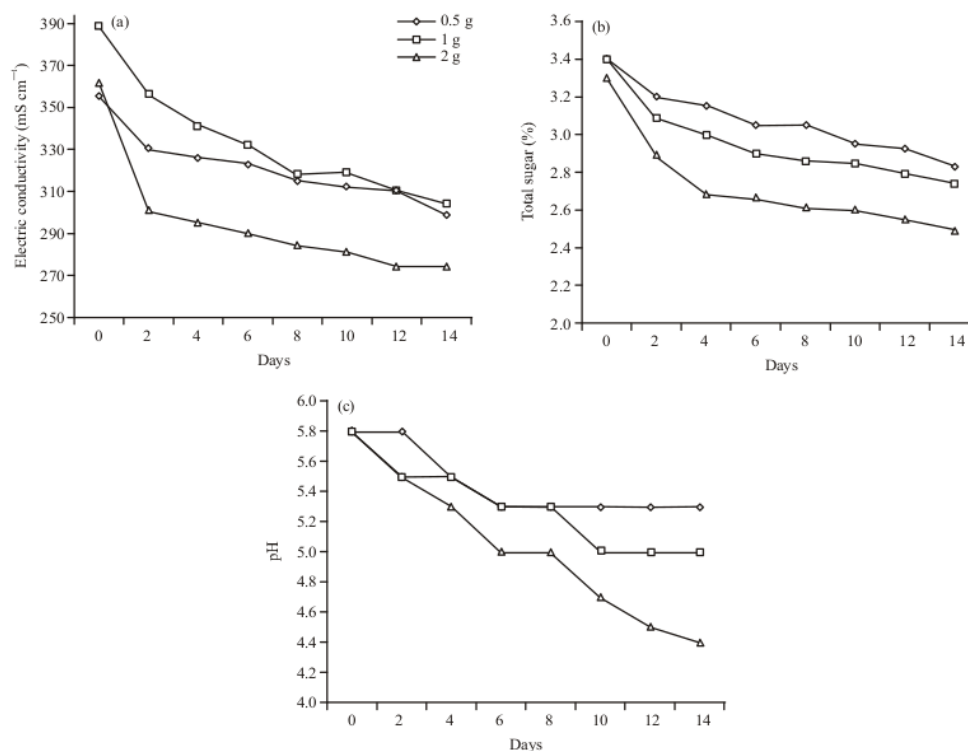 (a)
0.5 g
1 g
2 g
Electric conductivity (mS cm⁻¹)
390
370
350
330
310
290
270
250
0 2 4 6 8 10 12 14
Days
(b)
Total sugar (%)
3.6
3.4
3.2
3.0
2.8
2.6
2.4
2.2
2.0
0 2 4 6 8 10 12 14
Days
(c)
pH
6.0
5.8
5.6
5.4
5.2
5.0
4.8
4.6
4.4
4.2
4.0
0 2 4 6 8 10 12 14
Days